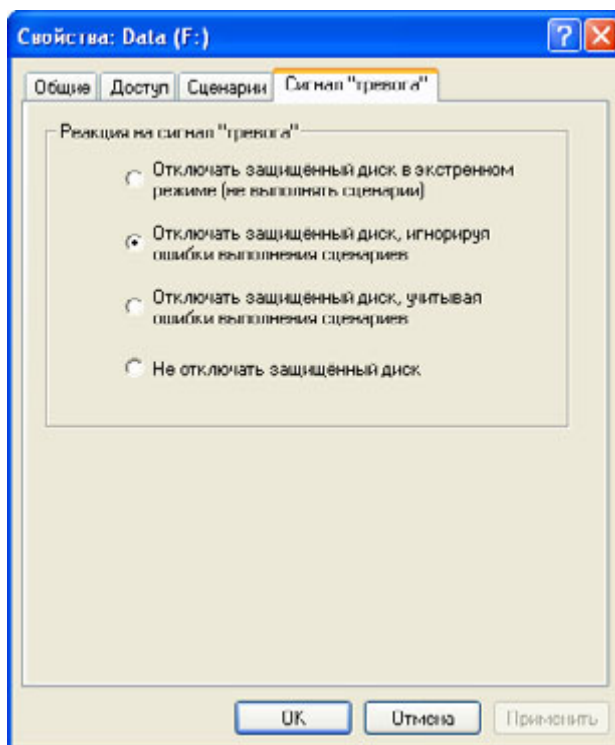 Свойства: Data (F:)
Общие Доступ Сценарии Сигнал "тревога"
Реакция на сигнал "тревога"
Отключать защищённый диск в экстренном
режиме (не выполнять сценарии)
Отключать защищённый диск, игнорируя
ошибки выполнения сценариев
Отключать защищённый диск, учитывая
ошибки выполнения сценариев
Не отключать защищённый диск
OK Отмена Применить